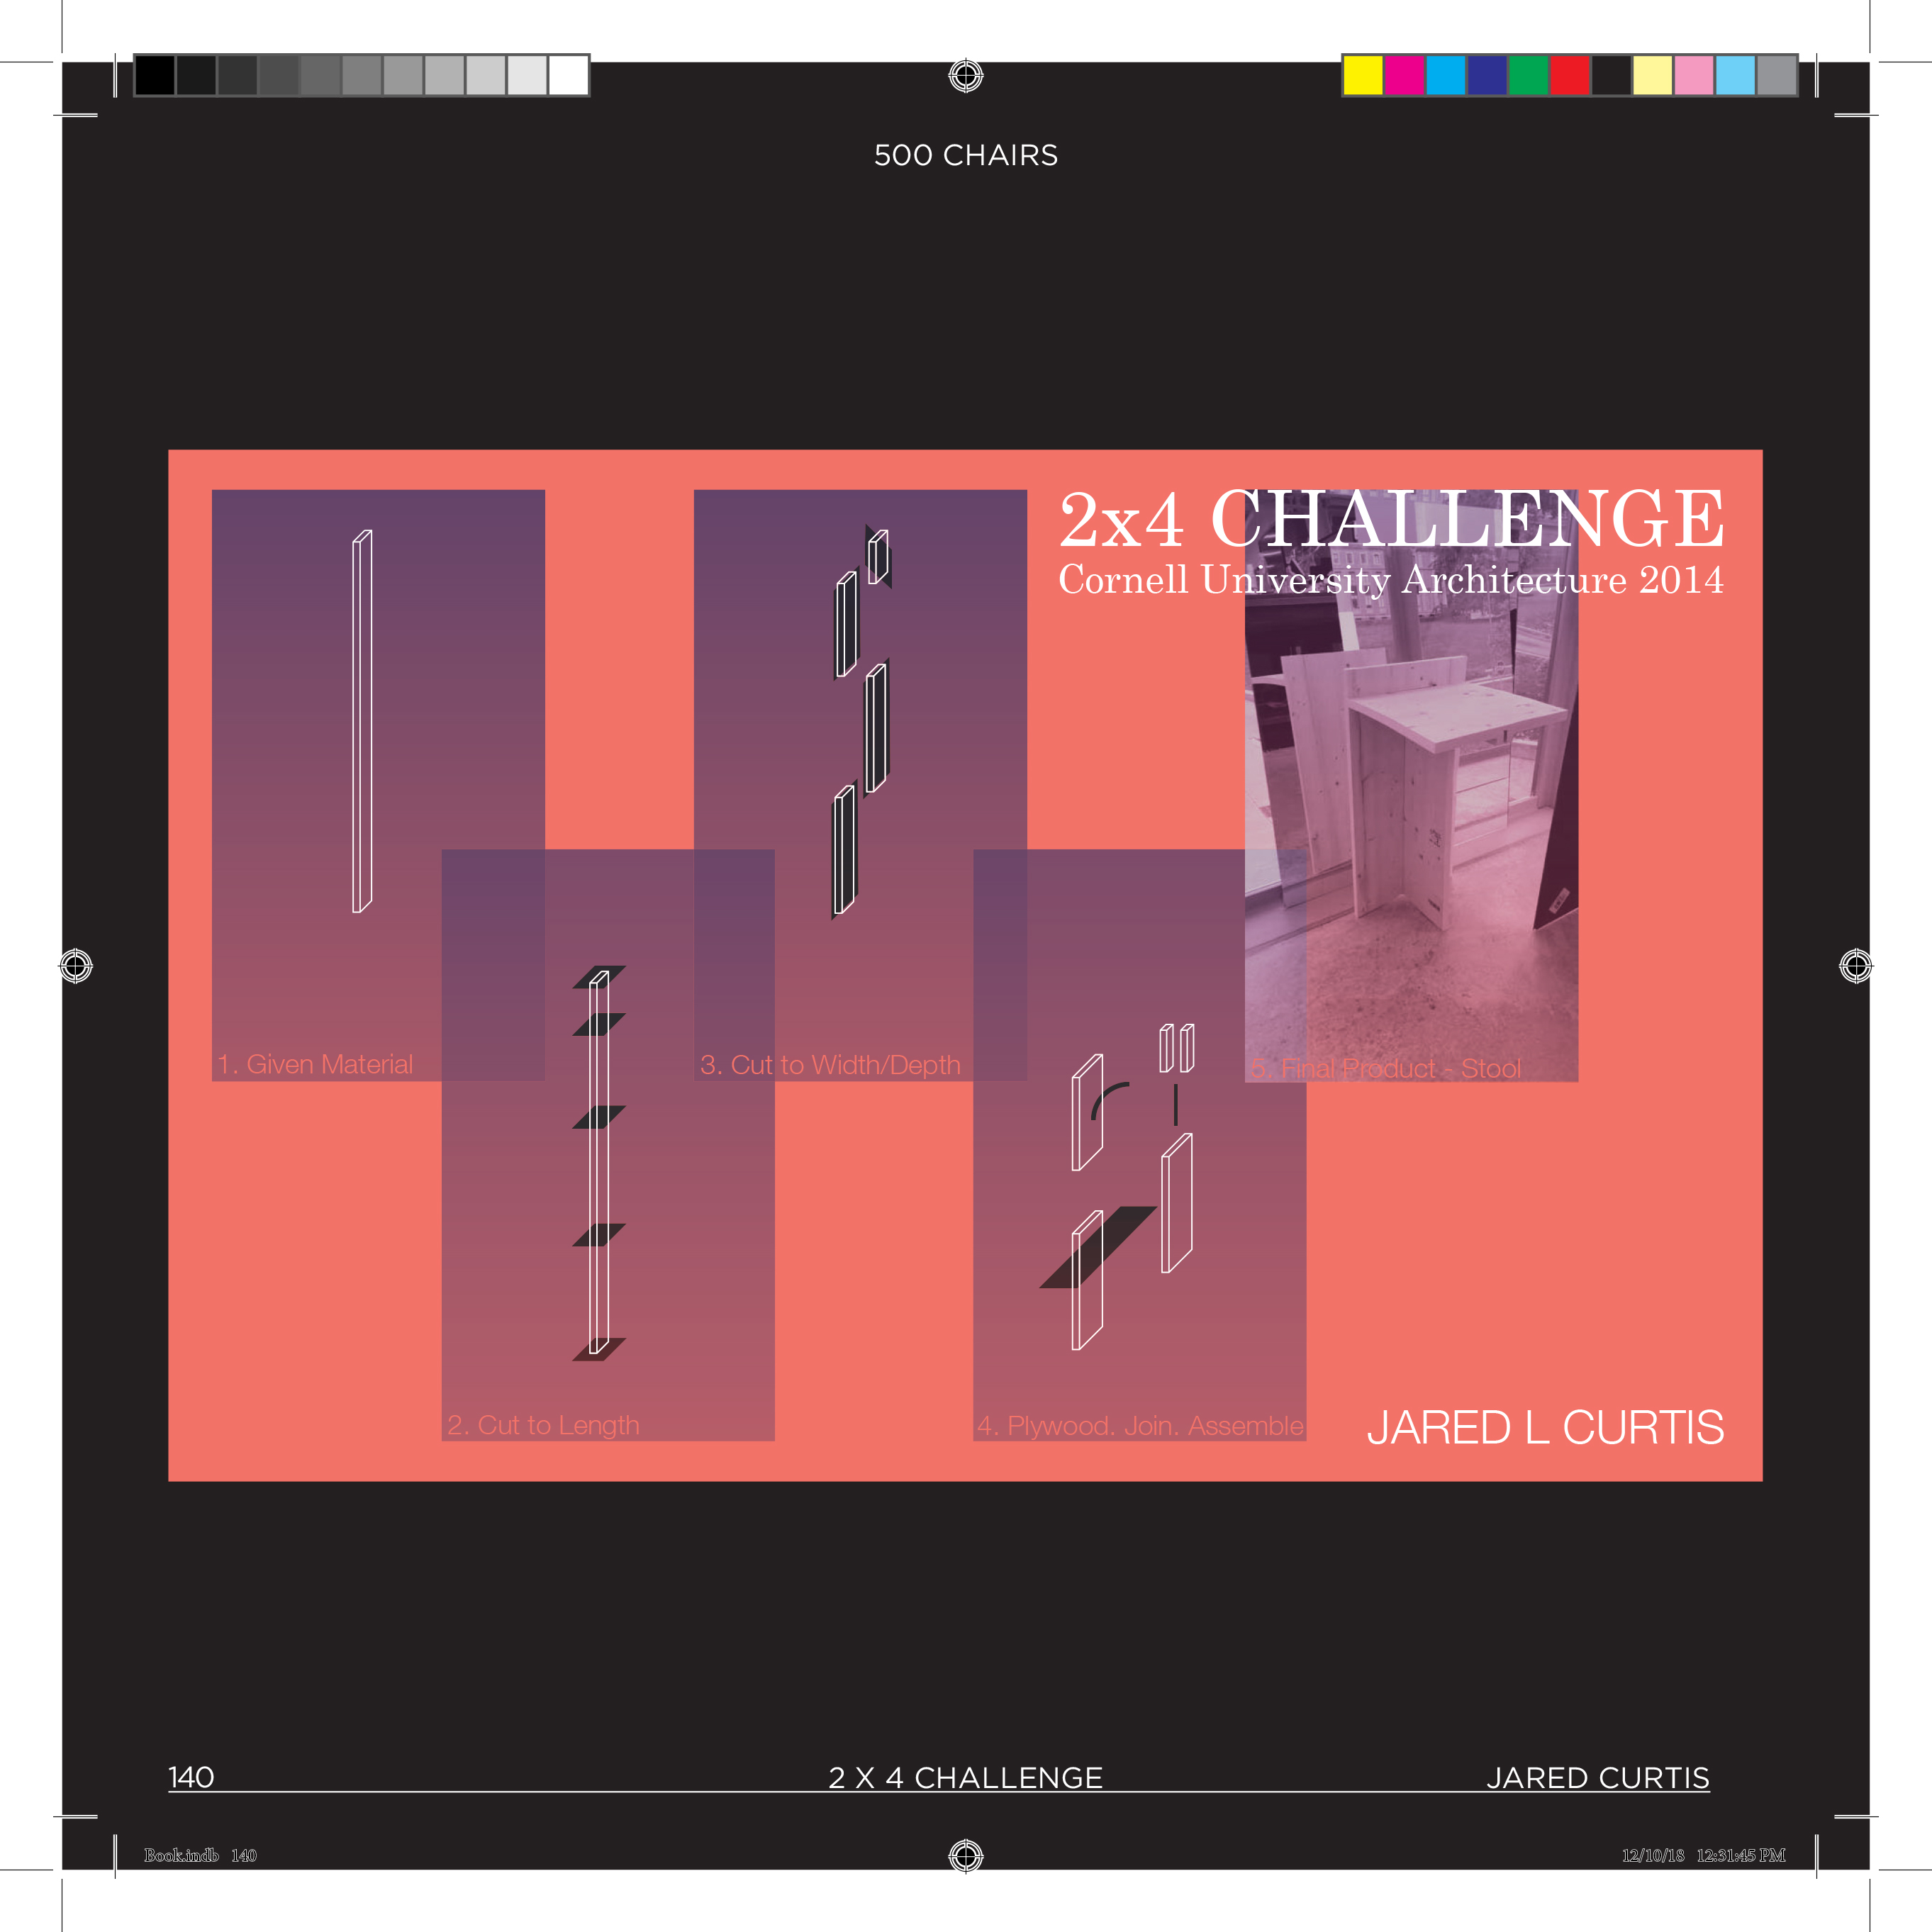 500 CHAIRS
2x4 CHALLENGE
Cornell University Architecture 2014
1. Given Material
3. Cut to Width/Depth
5. Final Product - Stool
2. Cut to Length
4. Plywood. Join. Assemble
JARED L CURTIS
140 2 X 4 CHALLENGE JARED CURTIS
Book.indb 140 12/10/18 12:31:45 PM